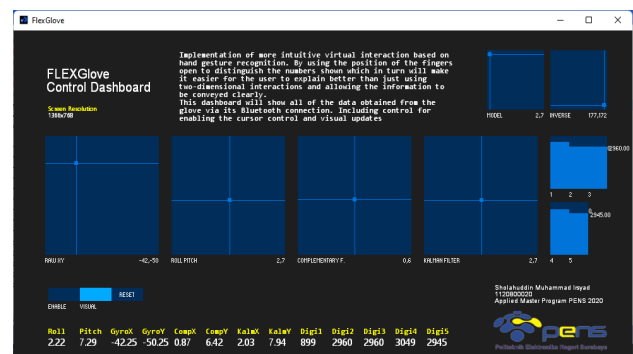 FlexGlove
FLEXGlove
Control Dashboard
Screen Resolution
1366x768
Implementation of more intuitive virtual interaction based on
hand gesture recognition. By using the position of the fingers
open to distinguish the numbers shown which in turn will make
it easier for the user to explain better than just using
two-dimensional interactions and allowing the information to
be conveyed clearly.
This dashboard will show all of the data obtained from the
glove via its Bluetooth connection. Including control for
enabling the cursor control and visual updates
MODEL 2,7
INVERSE 177,172
RAW XY -42,-50
ROLL PITCH 2,7
COMPLEMENTARY F. 0,6
KALMAN FILTER 2,7
2960.00
1 2 3
2945.00
4 5
RESET
ENABLE VISUAL
Sholahuddin Muhammad Irsyad
1120800020
Applied Master Program PENS 2020
Roll Pitch GyroX GyroY CompX CompY KalmX KalmY Digi1 Digi2 Digi3 Digi4 Digi5
2.22 7.29 -42.25 -50.25 0.87 6.42 2.03 7.94 899 2960 2960 3049 2945
pens
Politeknik Elektronika Negeri Surabaya